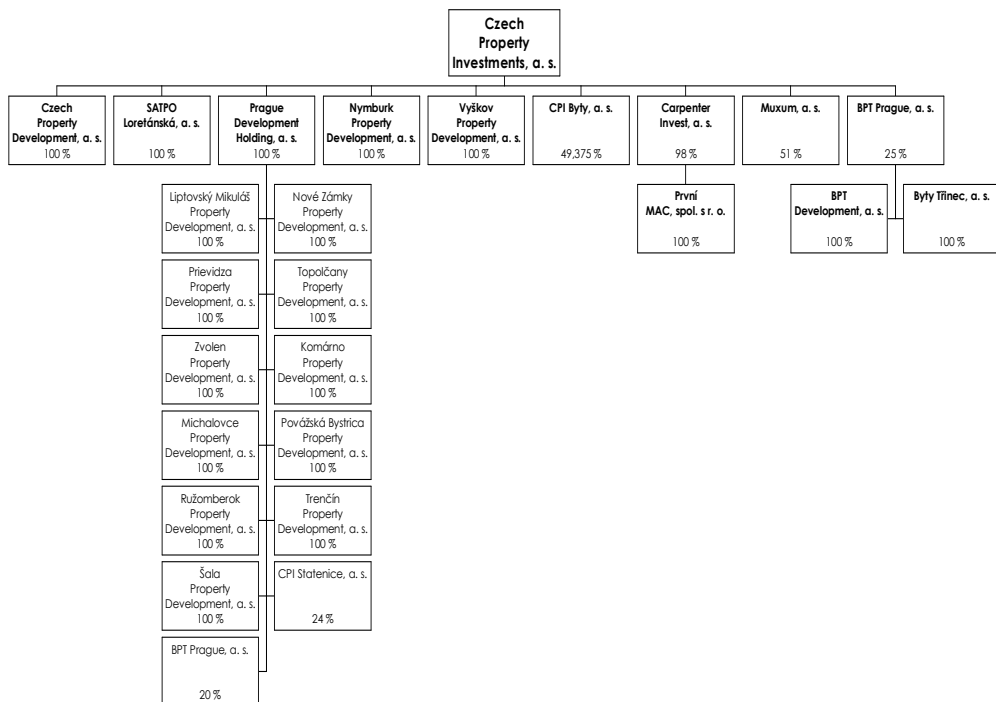 Czech
Property
Investments, a. s.
Czech
Property
Development, a. s.
100 %
SATPO
Loretánská, a. s.
100 %
Prague
Development
Holding, a. s.
100 %
Nymburk
Property
Development, a. s.
100 %
Vyškov
Property
Development, a. s.
100 %
CPI Byty, a. s.
49,375 %
Carpenter
Invest, a. s.
98 %
Muxum, a. s.
51 %
BPT Prague, a. s.
25 %
Liptovský Mikuláš
Property
Development, a. s.
100 %
Nové Zámky
Property
Development, a. s.
100 %
První
MAC, spol. s r. o.
100 %
BPT
Development, a. s.
100 %
Byty Třinec, a. s.
100 %
Prievidza
Property
Development, a. s.
100 %
Topolčany
Property
Development, a. s.
100 %
Zvolen
Property
Development, a. s.
100 %
Komárno
Property
Development, a. s.
100 %
Michalovce
Property
Development, a. s.
100 %
Povážská Bystrica
Property
Development, a. s.
100 %
Ružomberok
Property
Development, a. s.
100 %
Trenčín
Property
Development, a. s.
100 %
Šala
Property
Development, a. s.
100 %
CPI Statenice, a. s.
24 %
BPT Prague, a. s.
20 %